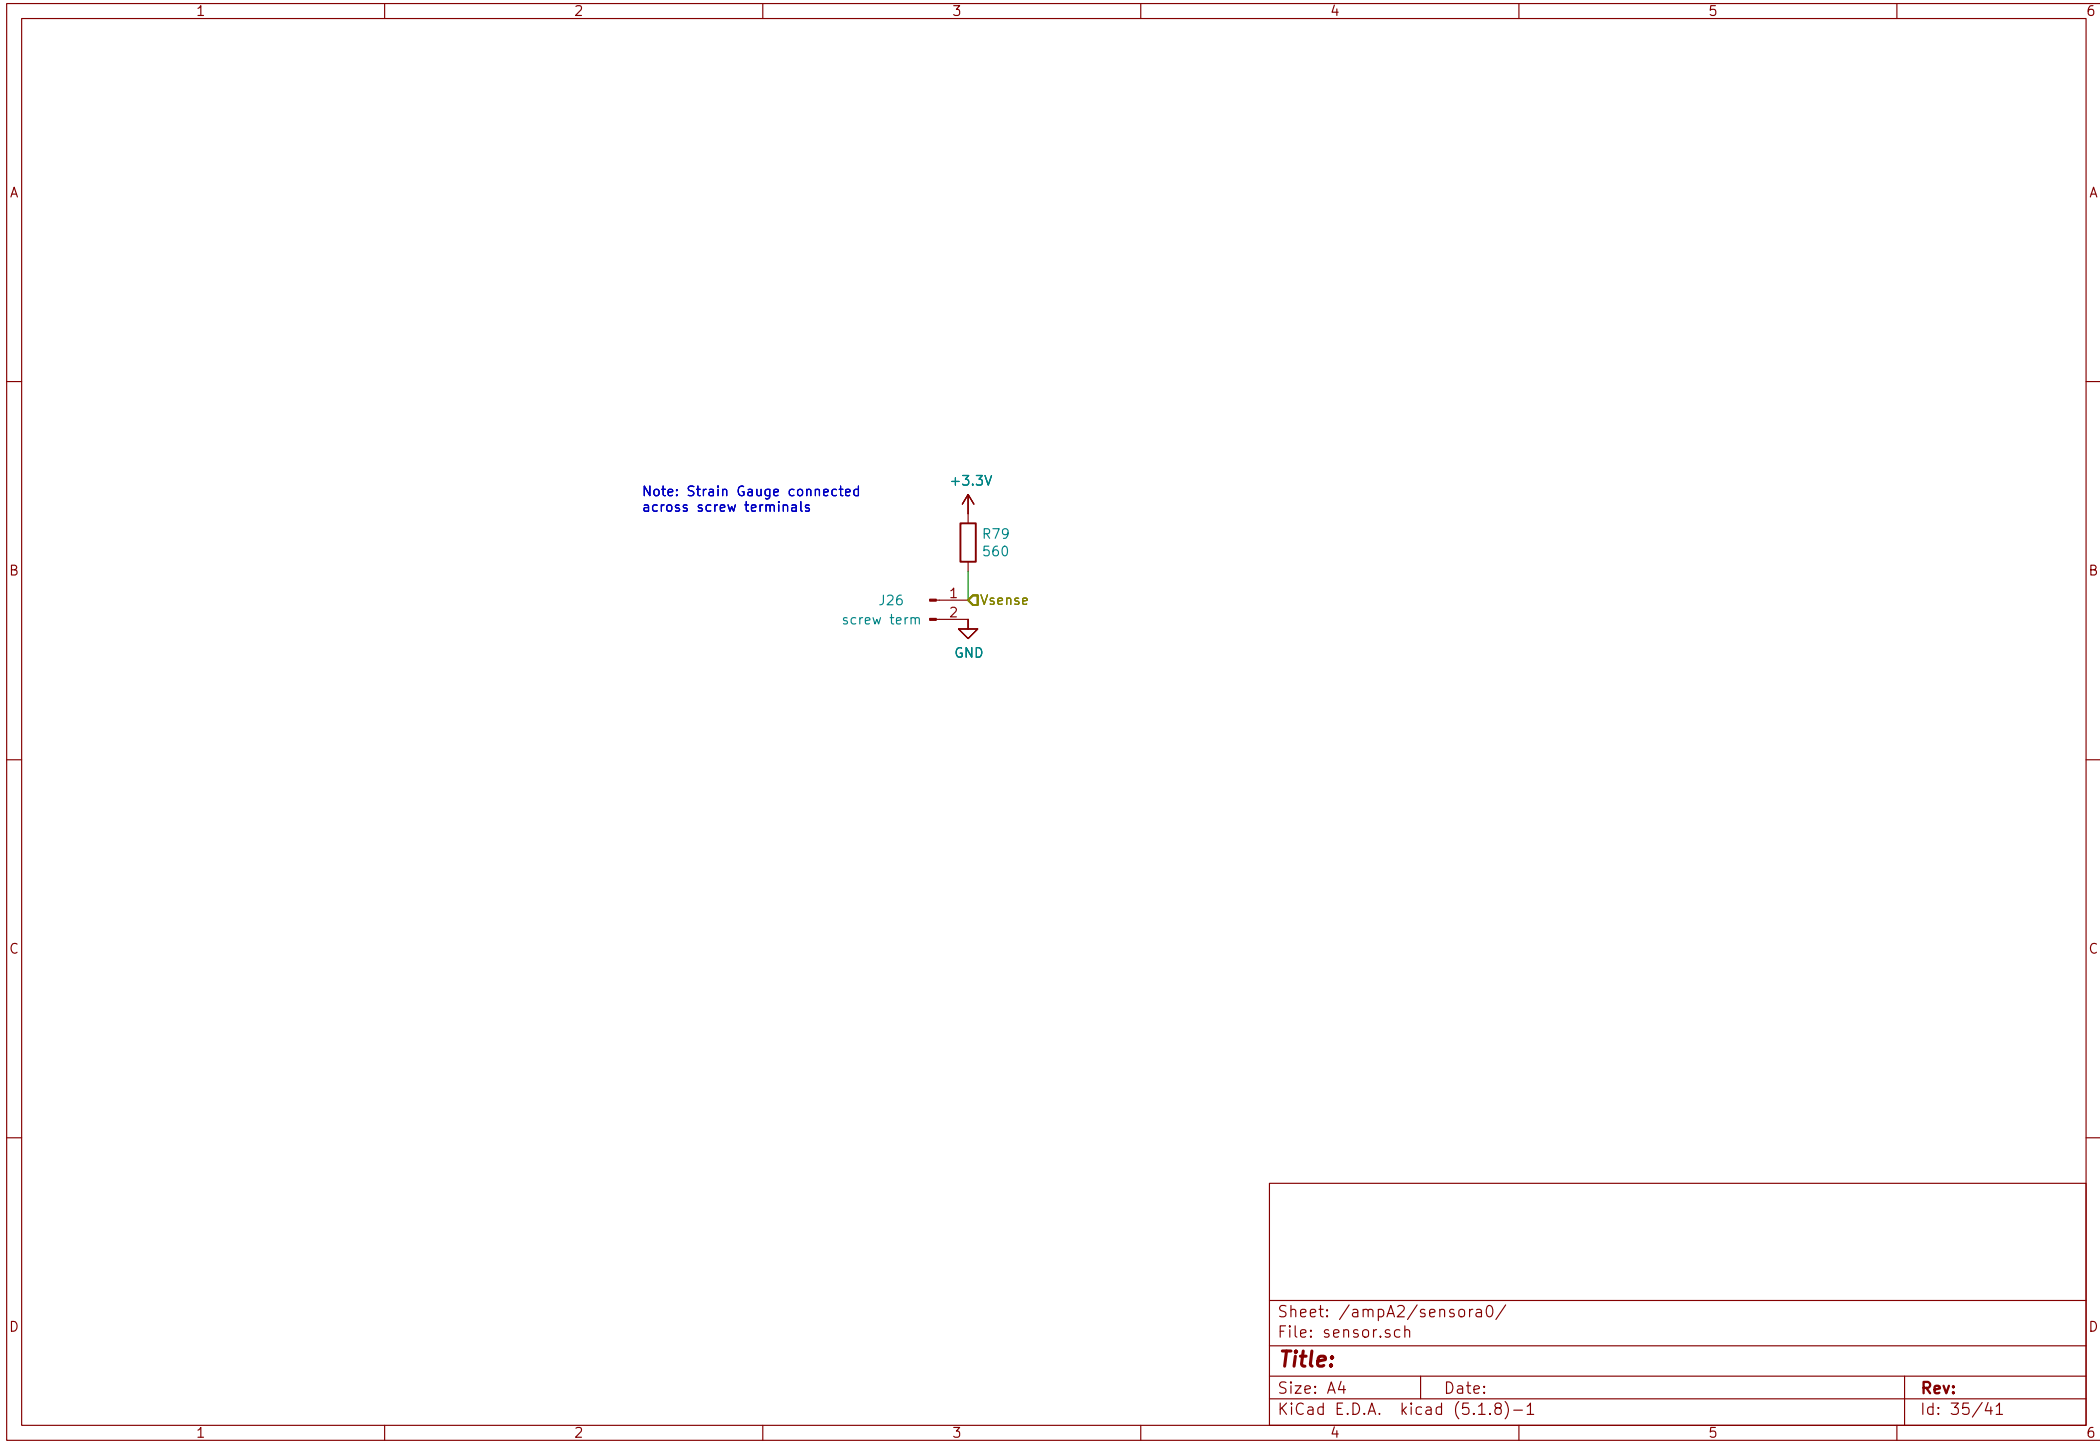 1 2 3 4 5 6
A A
Note: Strain Gauge connected
across screw terminals
+3.3V
R79
560
B B
J26 1 Vsense
screw term 2
GND
C C
Sheet: /ampA2/sensora0/
File: sensor.sch
D D
Title:
Size: A4 Date: Rev:
KiCad E.D.A. kicad (5.1.8)-1 Id: 35/41
1 2 3 4 5 6